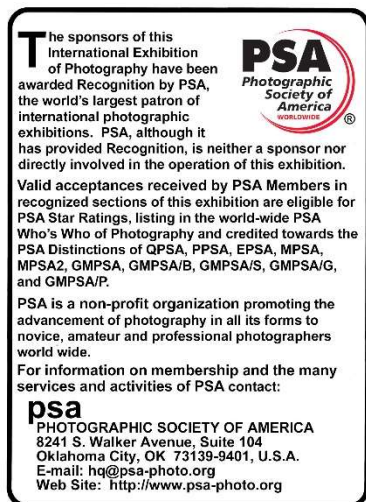 The sponsors of this
International Exhibition
of Photography have been
awarded Recognition by PSA,
the world's largest patron of
international photographic
exhibitions. PSA, although it
has provided Recognition, is neither a sponsor nor
directly involved in the operation of this exhibition.
PSA
Photographic
Society of
America
WORLDWIDE
®
Valid acceptances received by PSA Members in
recognized sections of this exhibition are eligible for
PSA Star Ratings, listing in the world-wide PSA
Who's Who of Photography and credited towards the
PSA Distinctions of QPSA, PPSA, EPSA, MPSA,
MPSA2, GMPSA, GMPSA/B, GMPSA/S, GMPSA/G,
and GMPSA/P.
PSA is a non-profit organization promoting the
advancement of photography in all its forms to
novice, amateur and professional photographers
world wide.
For information on membership and the many
services and activities of PSA contact:
psa
PHOTOGRAPHIC SOCIETY OF AMERICA
8241 S. Walker Avenue, Suite 104
Oklahoma City, OK 73139-9401, U.S.A.
E-mail: hq@psa-photo.org
Web Site: http://www.psa-photo.org